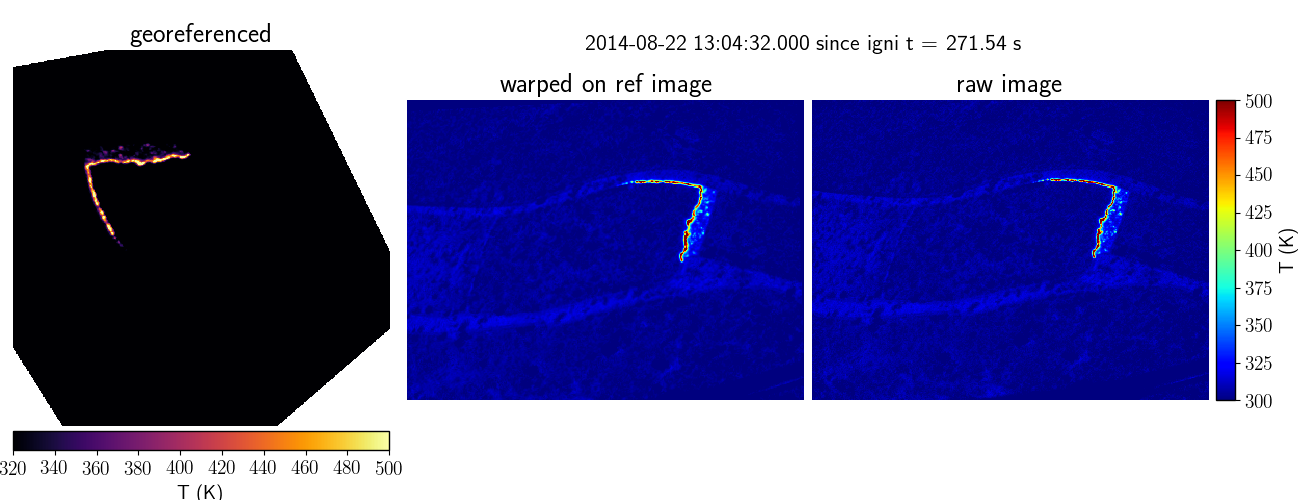 georeferenced
2014-08-22 13:04:32.000 since igni t = 271.54 s
warped on ref image
raw image
500
475
450
425
400
375
350
325
300
T (K)
320 340 360 380 400 420 440 460 480 500
T (K)